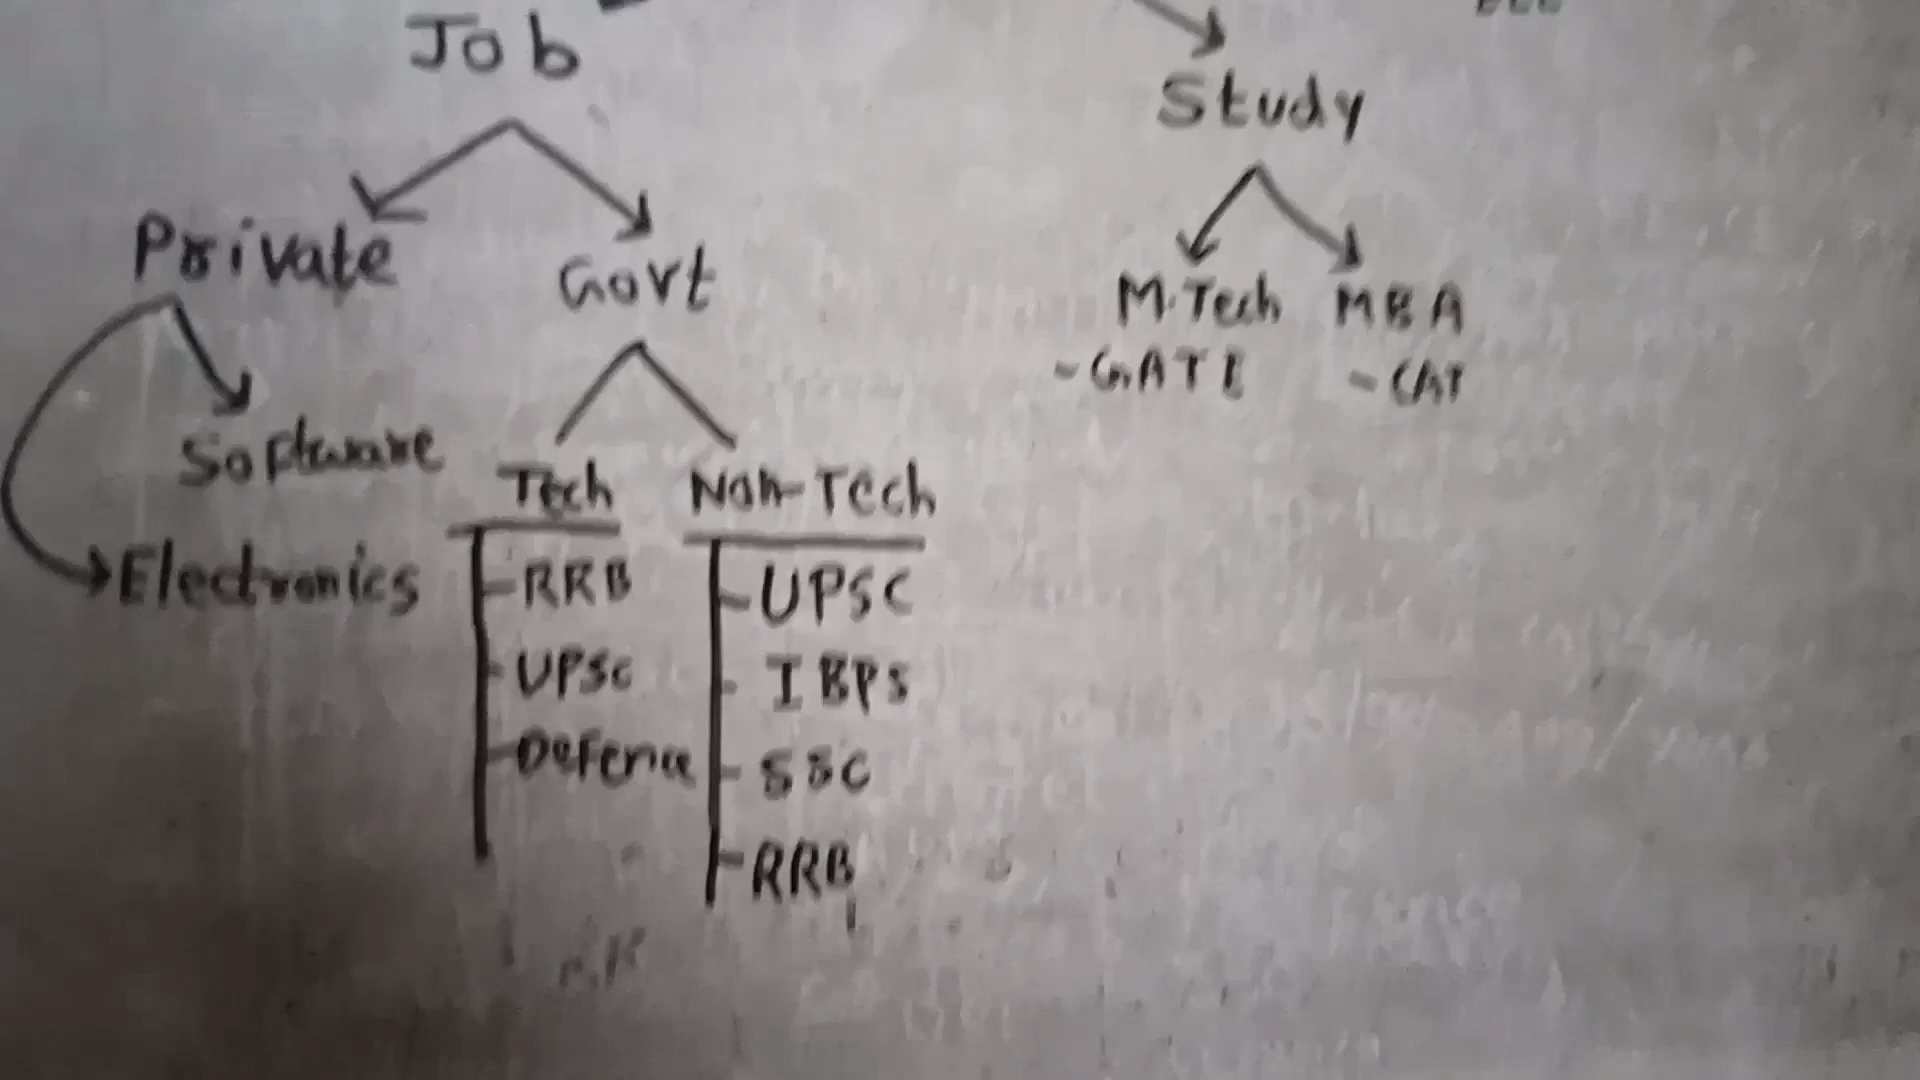 Job
Study
Private
Govt
M.Tech
MBA
- GATE
- CAT
Software
Tech
Non-Tech
Electronics
- RRB
- UPSC
- UPSC
- IBPS
- Defence
- SSC
- RRB